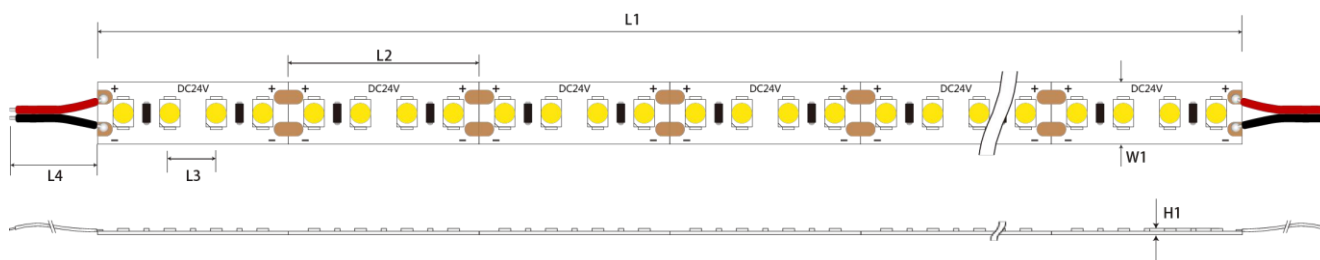 L1
L2
+ DC24V + + DC24V + + DC24V + + DC24V + + DC24V + DC24V +
- - - - - - - - - - -
L4
L3
W1
H1